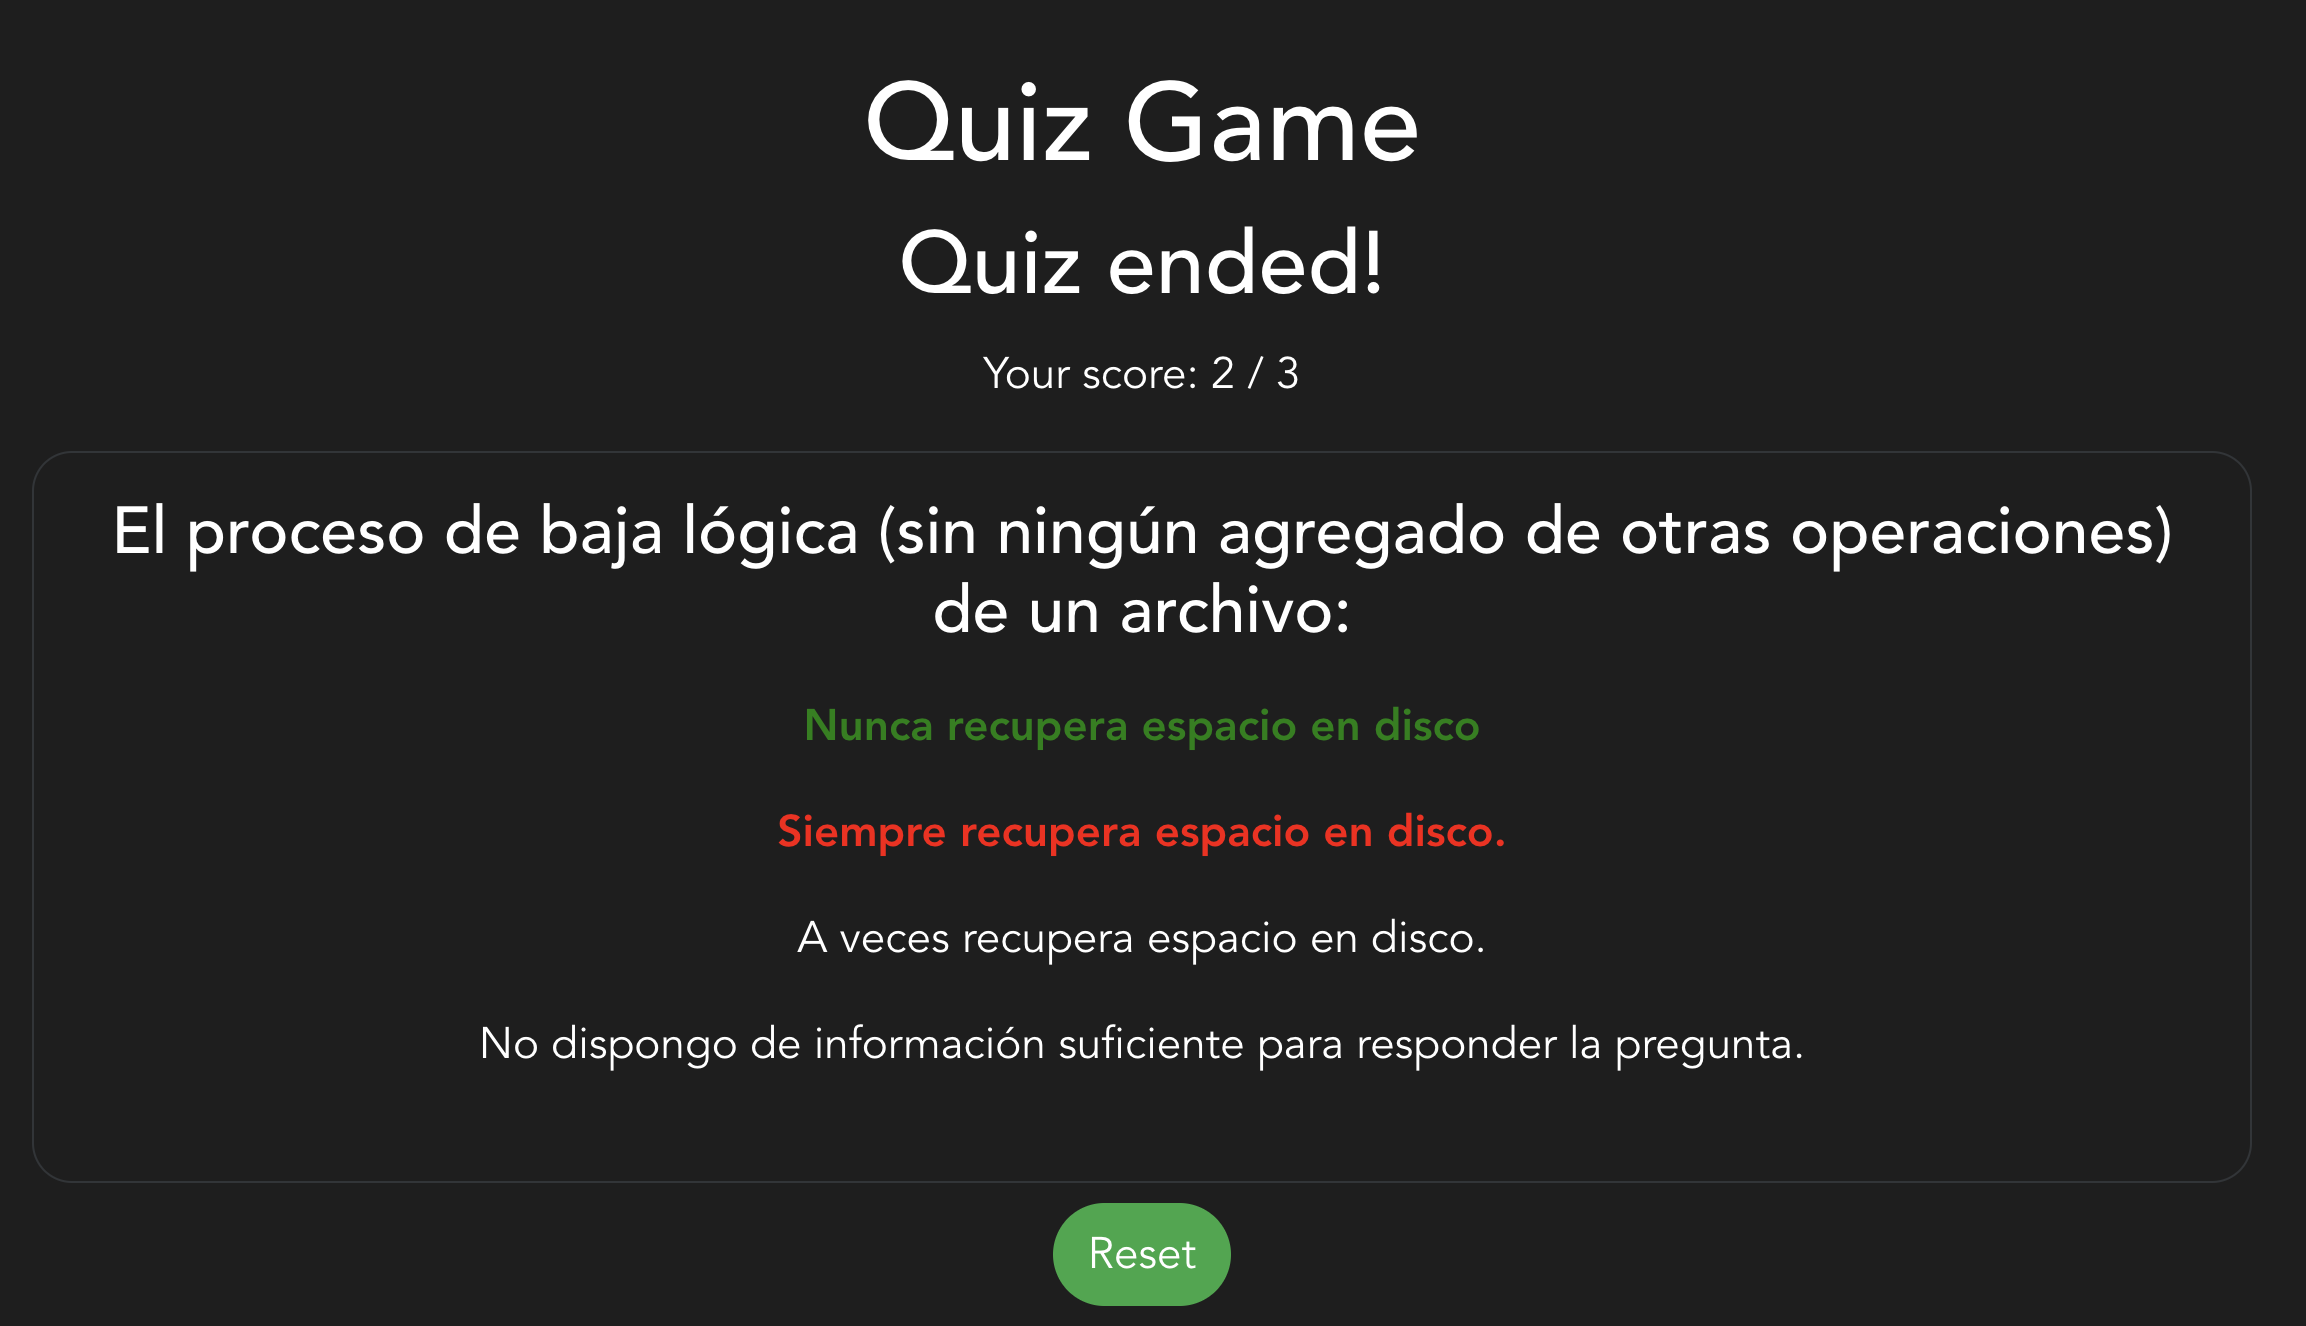 Quiz Game
Quiz ended!
Your score: 2 / 3
El proceso de baja lógica (sin ningún agregado de otras operaciones)
de un archivo:
Nunca recupera espacio en disco
Siempre recupera espacio en disco.
A veces recupera espacio en disco.
No dispongo de información suficiente para responder la pregunta.
Reset